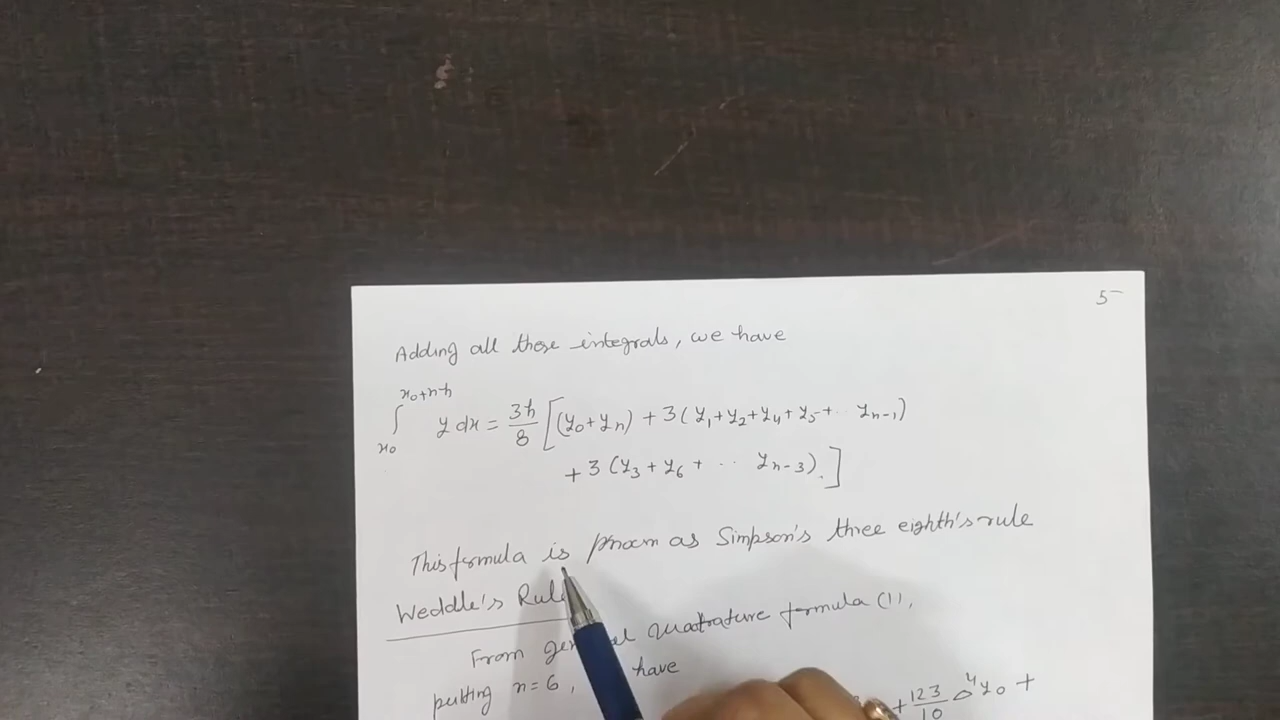 5
Adding all these integrals, we have
∫_{x₀}^{x₀+nh} y dx = 3h/8 [(y₀+yₙ) + 3(y₁+y₂+y₄+y₅+ .. yₙ₋₁)
+ 3(y₃+y₆+ .. yₙ₋₃).]
This formula is known as Simpson's three eighth's rule
Weddle's Rule
From general quadrature formula (1),
putting n=6, have
+ 123/10 Δ⁴y₀ +